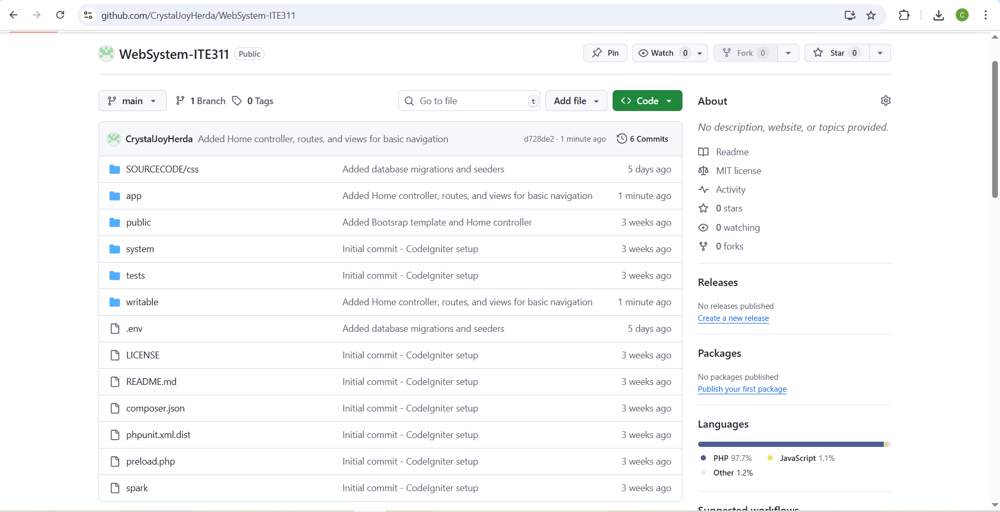 github.com/CrystalJoyHerda/WebSystem-ITE311
C
WebSystem-ITE311 Public
Pin
Watch 0
Fork 0
Star 0
main
1 Branch
0 Tags
Go to file t
Add file
<> Code
CrystalJoyHerda Added Home controller, routes, and views for basic navigation d728de2 · 1 minute ago 6 Commits
SOURCECODE/css Added database migrations and seeders 5 days ago
app Added Home controller, routes, and views for basic navigation 1 minute ago
public Added Bootsrap template and Home controller 3 weeks ago
system Initial commit - CodeIgniter setup 3 weeks ago
tests Initial commit - CodeIgniter setup 3 weeks ago
writable Added Home controller, routes, and views for basic navigation 1 minute ago
.env Added database migrations and seeders 5 days ago
LICENSE Initial commit - CodeIgniter setup 3 weeks ago
README.md Initial commit - CodeIgniter setup 3 weeks ago
composer.json Initial commit - CodeIgniter setup 3 weeks ago
phpunit.xml.dist Initial commit - CodeIgniter setup 3 weeks ago
preload.php Initial commit - CodeIgniter setup 3 weeks ago
spark Initial commit - CodeIgniter setup 3 weeks ago
About
No description, website, or topics provided.
Readme
MIT license
Activity
0 stars
0 watching
0 forks
Releases
No releases published
Create a new release
Packages
No packages published
Publish your first package
Languages
PHP 97.7% JavaScript 1.1%
Other 1.2%
Suggested workflows